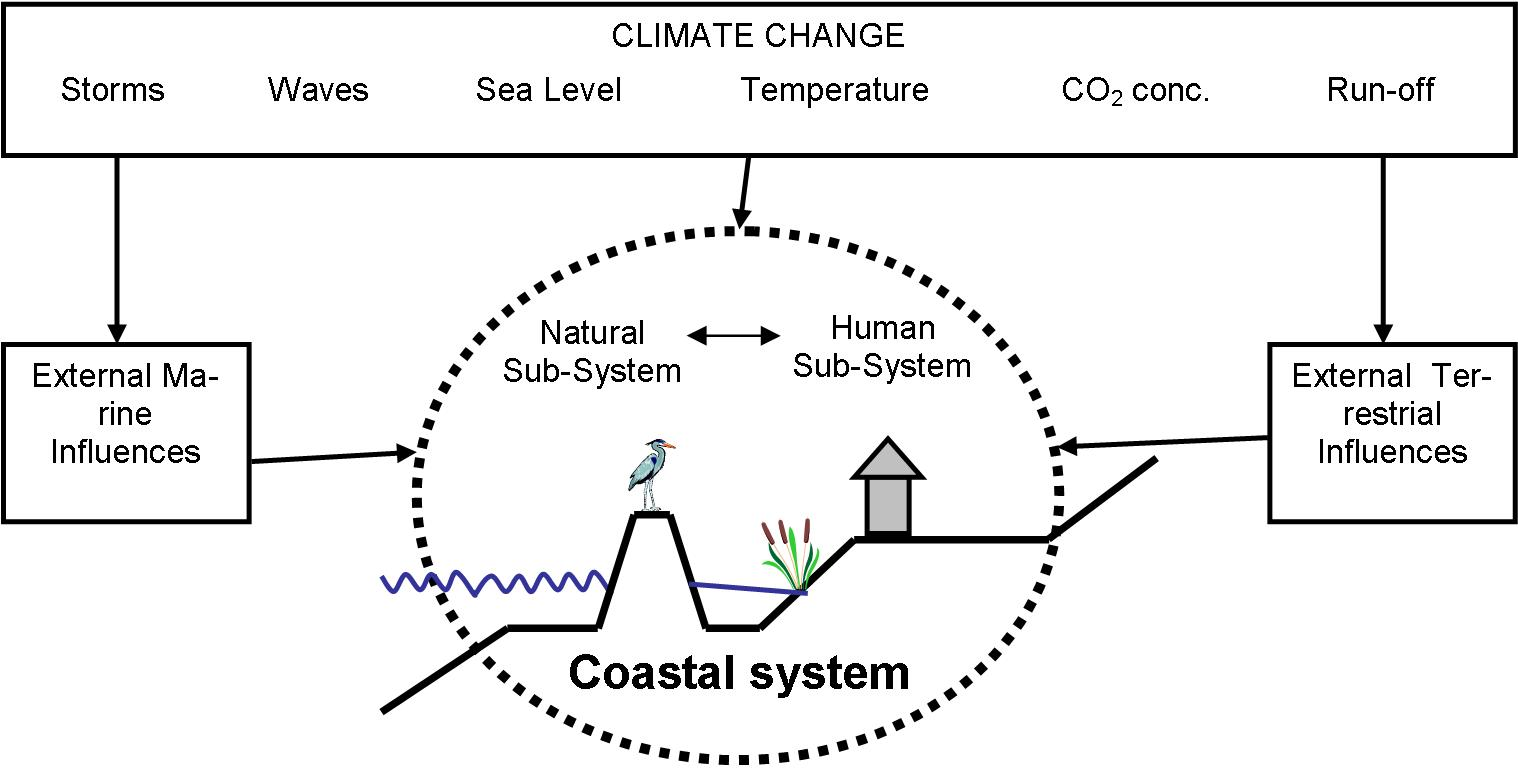 CLIMATE CHANGE
Storms Waves Sea Level Temperature CO₂ conc. Run-off
External Ma-
rine
Influences
Natural
Sub-System
Human
Sub-System
External Ter-
restrial
Influences
Coastal system